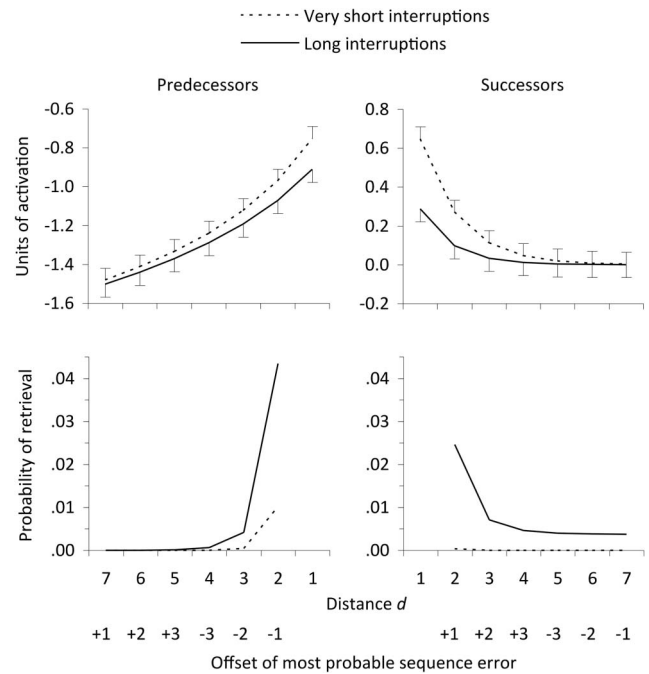 Very short interruptions
Long interruptions
Predecessors
Successors
Units of activation
-0.6
-0.8
-1.0
-1.2
-1.4
-1.6
0.8
0.6
0.4
0.2
0.0
-0.2
Probability of retrieval
.04
.03
.02
.01
.00
.04
.03
.02
.01
.00
7 6 5 4 3 2 1 1 2 3 4 5 6 7
Distance d
+1 +2 +3 -3 -2 -1 +1 +2 +3 -3 -2 -1
Offset of most probable sequence error